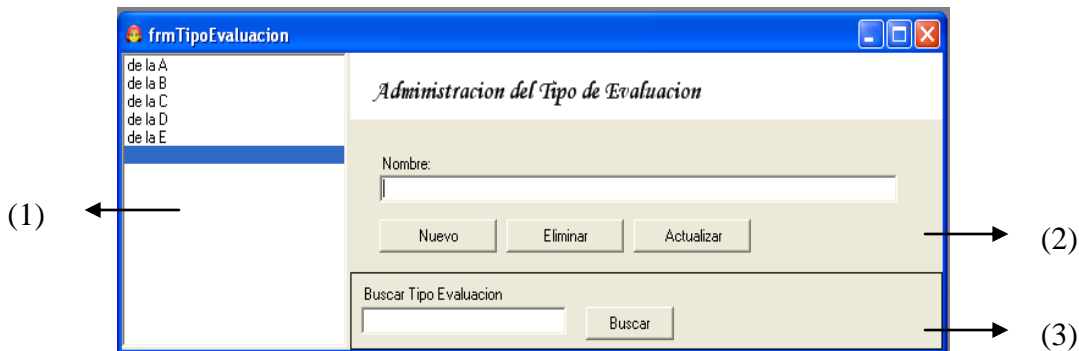 frmTipoEvaluacion
de la A
de la B
de la C
de la D
de la E
Administracion del Tipo de Evaluacion
Nombre:
Nuevo Eliminar Actualizar
Buscar Tipo Evaluacion
Buscar
(1)
(2)
(3)